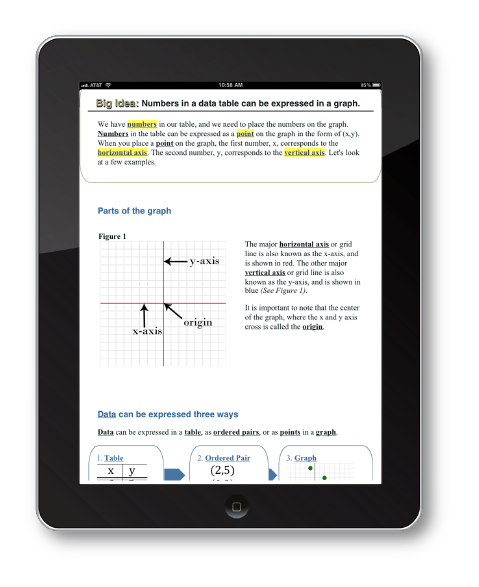 AT&T 10:58 AM 95%
Big Idea: Numbers in a data table can be expressed in a graph.
We have numbers in our table, and we need to place the numbers on the graph.
Numbers in the table can be expressed as a point on the graph in the form of (x,y).
When you place a point on the graph, the first number, x, corresponds to the
horizontal axis. The second number, y, corresponds to the vertical axis. Let's look
at a few examples.
Parts of the graph
Figure 1
y-axis
origin
x-axis
The major horizontal axis or grid
line is also known as the x-axis, and
is shown in red. The other major
vertical axis or grid line is also
known as the y-axis, and is shown in
blue (See Figure 1).
It is important to note that the center
of the graph, where the x and y axis
cross is called the origin.
Data can be expressed three ways
Data can be expressed in a table, as ordered pairs, or as points in a graph.
1. Table
x y
2. Ordered Pair
(2,5)
3. Graph